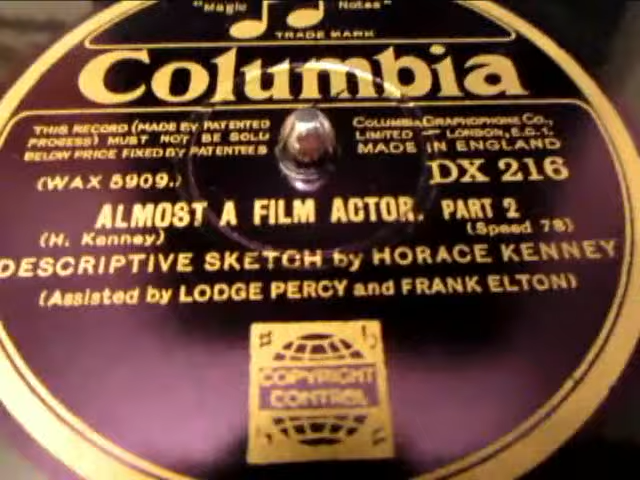 "Magic Notes"
TRADE MARK
Columbia
THIS RECORD (MADE BY PATENTED
PROCESS) MUST NOT BE SOLD
BELOW PRICE FIXED BY PATENTEES
COLUMBIA GRAPHOPHONE CO.,
LIMITED — LONDON, E.C.1.
MADE IN ENGLAND
(WAX 5909.)
DX 216
ALMOST A FILM ACTOR. PART 2
(H. Kenney)
(Speed 78)
DESCRIPTIVE SKETCH by HORACE KENNEY
(Assisted by LODGE PERCY and FRANK ELTON)
COPYRIGHT
CONTROL